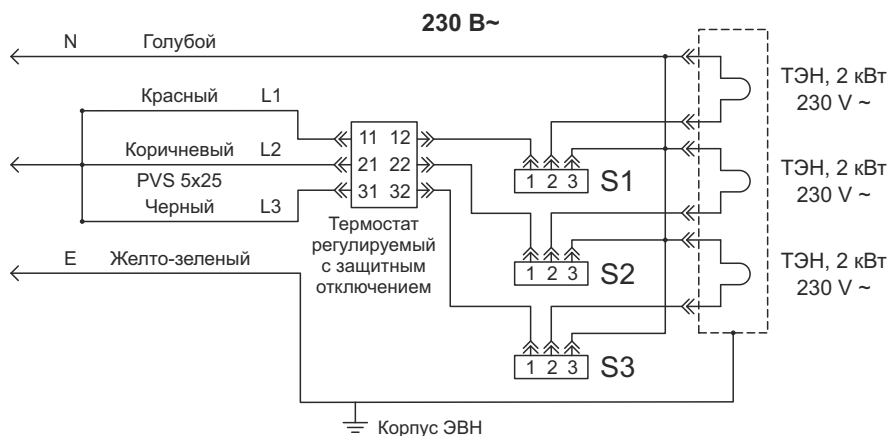 230 В~
N Голубой
Красный L1
Коричневый L2
PVS 5x25
Черный L3
E Желто-зеленый
11 12
21 22
31 32
Термостат
регулируемый
с защитным
отключением
1 2 3 S1
1 2 3 S2
1 2 3 S3
ТЭН, 2 кВт
230 V ~
ТЭН, 2 кВт
230 V ~
ТЭН, 2 кВт
230 V ~
Корпус ЭВН